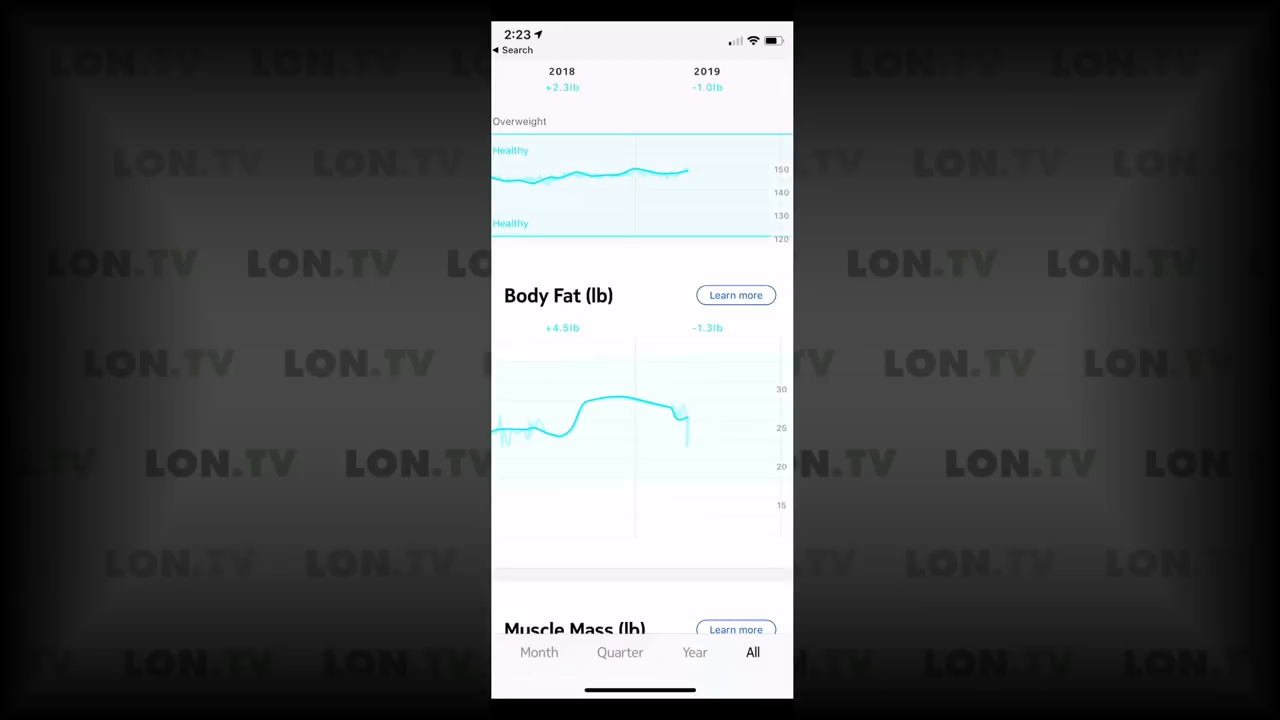 2:23
Search
2018 2019
+2.3lb -1.0lb
Overweight
Healthy
150
140
130
Healthy
120
Body Fat (lb) Learn more
+4.5lb -1.3lb
30
25
20
15
Muscle Mass (lb) Learn more
Month Quarter Year All
LON.TV